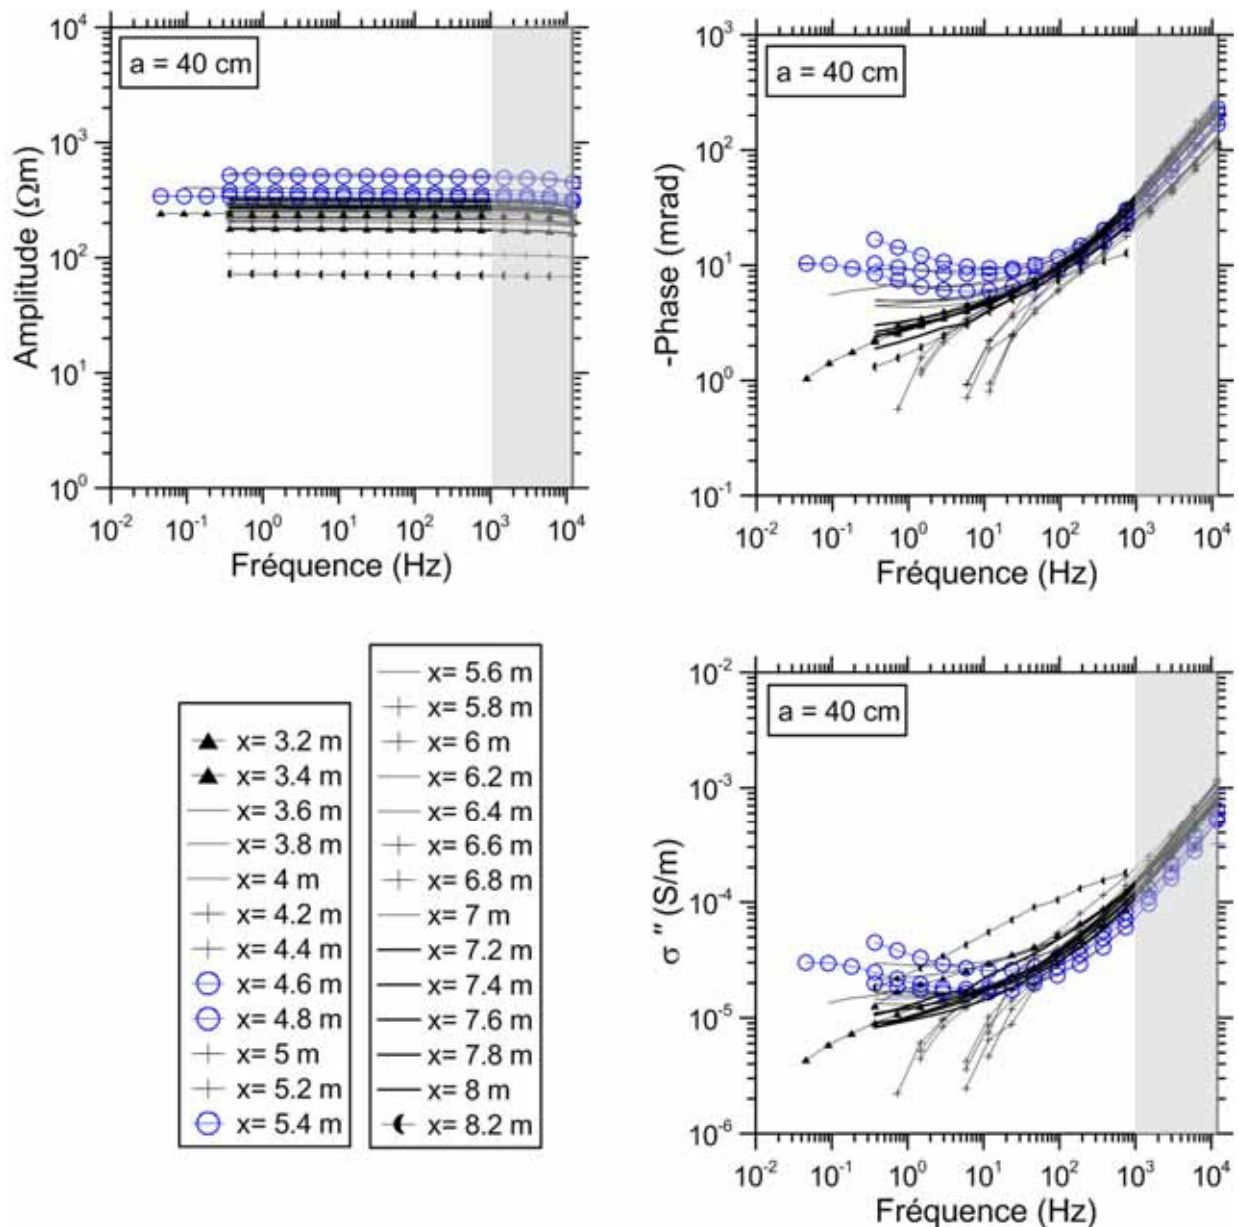 a = 40 cm
Amplitude (Ωm)
10^4
10^3
10^2
10^1
10^0
10^-2 10^-1 10^0 10^1 10^2 10^3 10^4
Fréquence (Hz)
a = 40 cm
-Phase (mrad)
10^3
10^2
10^1
10^0
10^-1
10^-2 10^-1 10^0 10^1 10^2 10^3 10^4
Fréquence (Hz)
x= 3.2 m
x= 3.4 m
x= 3.6 m
x= 3.8 m
x= 4 m
x= 4.2 m
x= 4.4 m
x= 4.6 m
x= 4.8 m
x= 5 m
x= 5.2 m
x= 5.4 m
x= 5.6 m
x= 5.8 m
x= 6 m
x= 6.2 m
x= 6.4 m
x= 6.6 m
x= 6.8 m
x= 7 m
x= 7.2 m
x= 7.4 m
x= 7.6 m
x= 7.8 m
x= 8 m
x= 8.2 m
a = 40 cm
σ" (S/m)
10^-2
10^-3
10^-4
10^-5
10^-6
10^-2 10^-1 10^0 10^1 10^2 10^3 10^4
Fréquence (Hz)